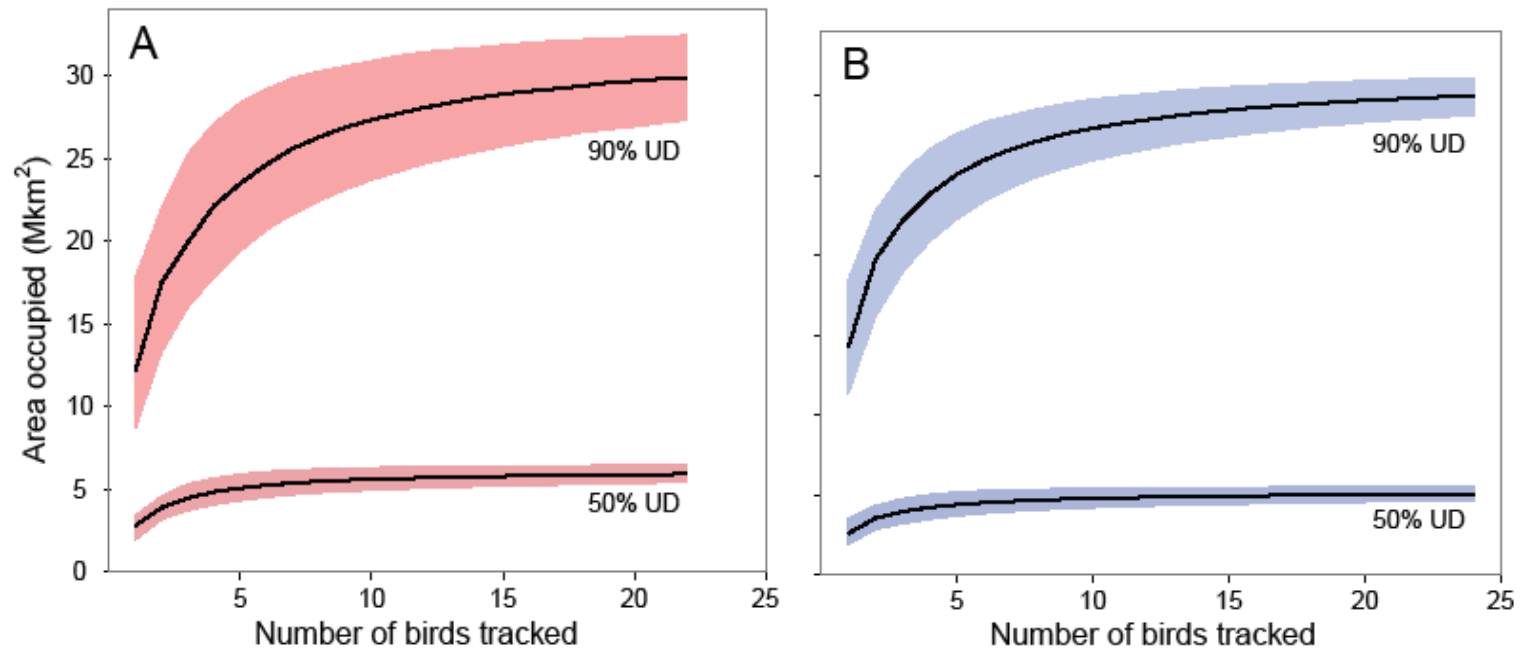 A
30
25
20
15
10
5
0
Area occupied (Mkm²)
90% UD
50% UD
5 10 15 20 25
Number of birds tracked
B
90% UD
50% UD
5 10 15 20 25
Number of birds tracked